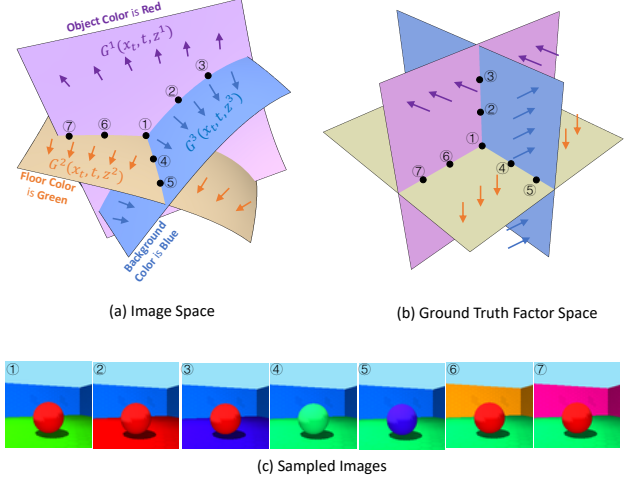 Object Color is Red
G¹(xₜ, t, z¹)
③
②
①
⑥
⑦
G³(xₜ, t, z³)
④
⑤
G²(xₜ, t, z²)
Floor Color
is Green
Background
Color is Blue
(a) Image Space
③
②
①
④
⑤
⑥
⑦
(b) Ground Truth Factor Space
① ② ③ ④ ⑤ ⑥ ⑦
(c) Sampled Images